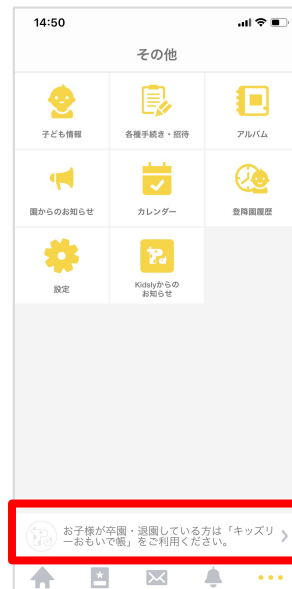 14:50
その他
子ども情報
各種手続き・招待
アルバム
園からのお知らせ
カレンダー
登降園履歴
設定
Kidslyからの
お知らせ
お子様が卒園・退園している方は「キッズリ
ーおもいで帳」をご利用ください。